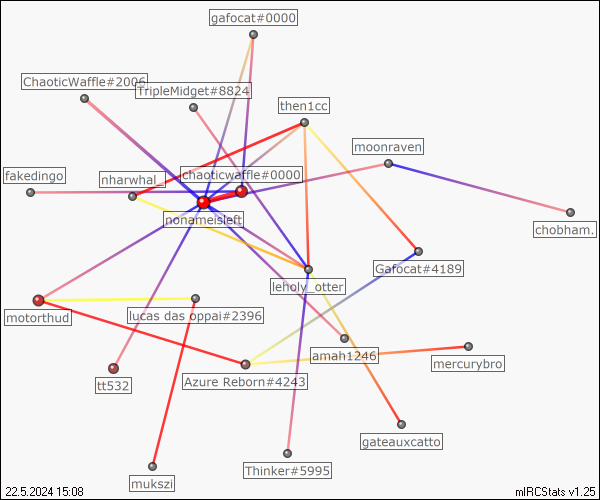 gafocat#0000
ChaoticWaffle#2006
TripleMidget#8824
then1cc
moonraven
fakedingo
nharwhal_
chaoticwaffle#0000
nonameisleft
chobham.
Gafocat#4189
leholy_otter
motorthud
lucas das oppai#2396
amah1246
mercurybro
tt532
Azure Reborn#4243
gateauxcatto
Thinker#5995
mukszi
22.5.2024 15:08
mIRCStats v1.25